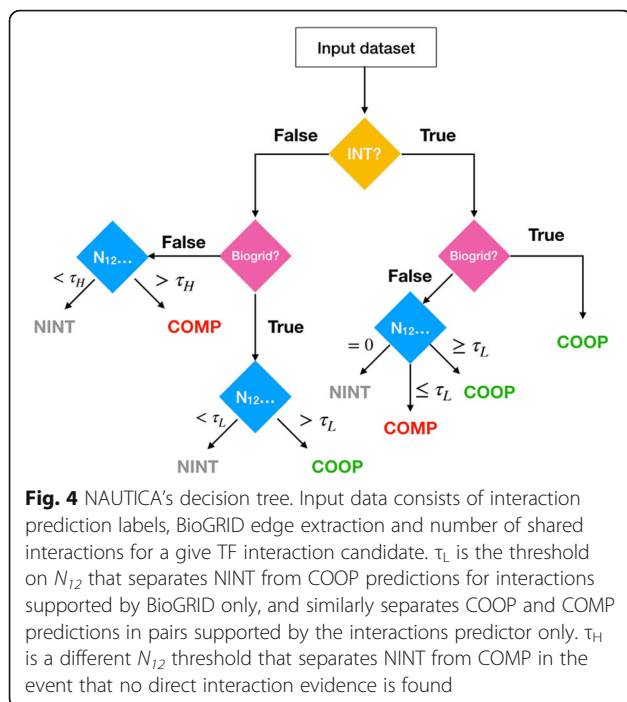 Input dataset
False
True
INT?
False
True
N₁₂...
Biogrid?
Biogrid?
< τH
> τH
False
NINT
COMP
True
N₁₂...
= 0
≥ τL
COOP
N₁₂...
NINT
≤ τL
COOP
< τL
> τL
COMP
NINT
COOP
Fig. 4 NAUTICA's decision tree. Input data consists of interaction
prediction labels, BioGRID edge extraction and number of shared
interactions for a give TF interaction candidate. τL is the threshold
on N₁₂ that separates NINT from COOP predictions for interactions
supported by BioGRID only, and similarly separates COOP and COMP
predictions in pairs supported by the interactions predictor only. τH
is a different N₁₂ threshold that separates NINT from COMP in the
event that no direct interaction evidence is found